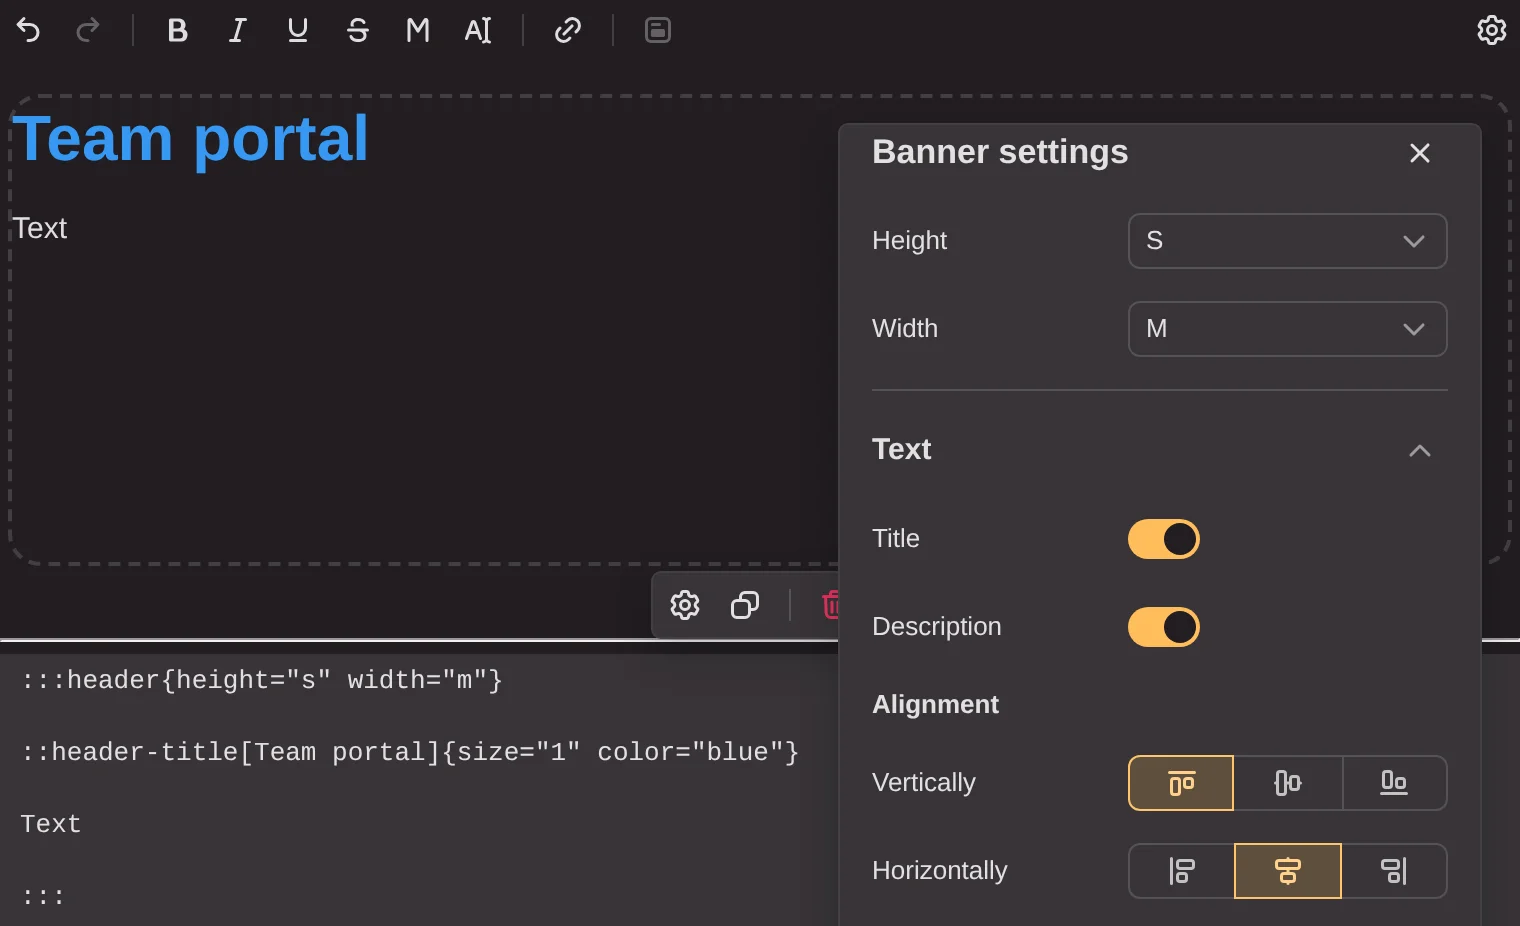 Team portal
Text
Banner settings
Height
S
Width
M
Text
Title
Description
Alignment
Vertically
Horizontally
:::header{height="s" width="m"}
::header-title[Team portal]{size="1" color="blue"}
Text
:::